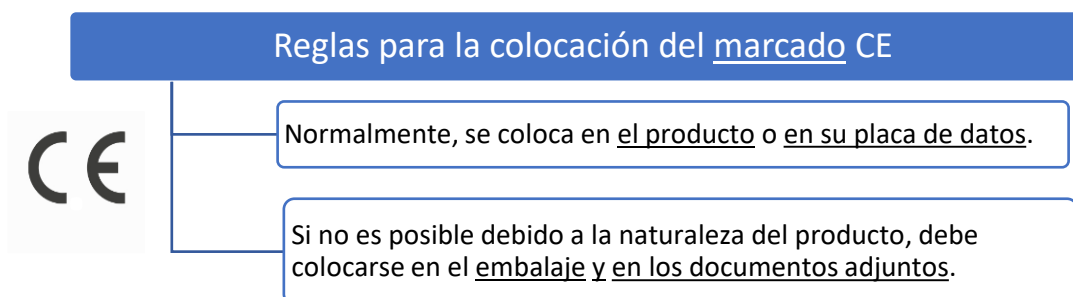 Reglas para la colocación del marcado CE
Normalmente, se coloca en el producto o en su placa de datos.
CE
Si no es posible debido a la naturaleza del producto, debe
colocarse en el embalaje y en los documentos adjuntos.